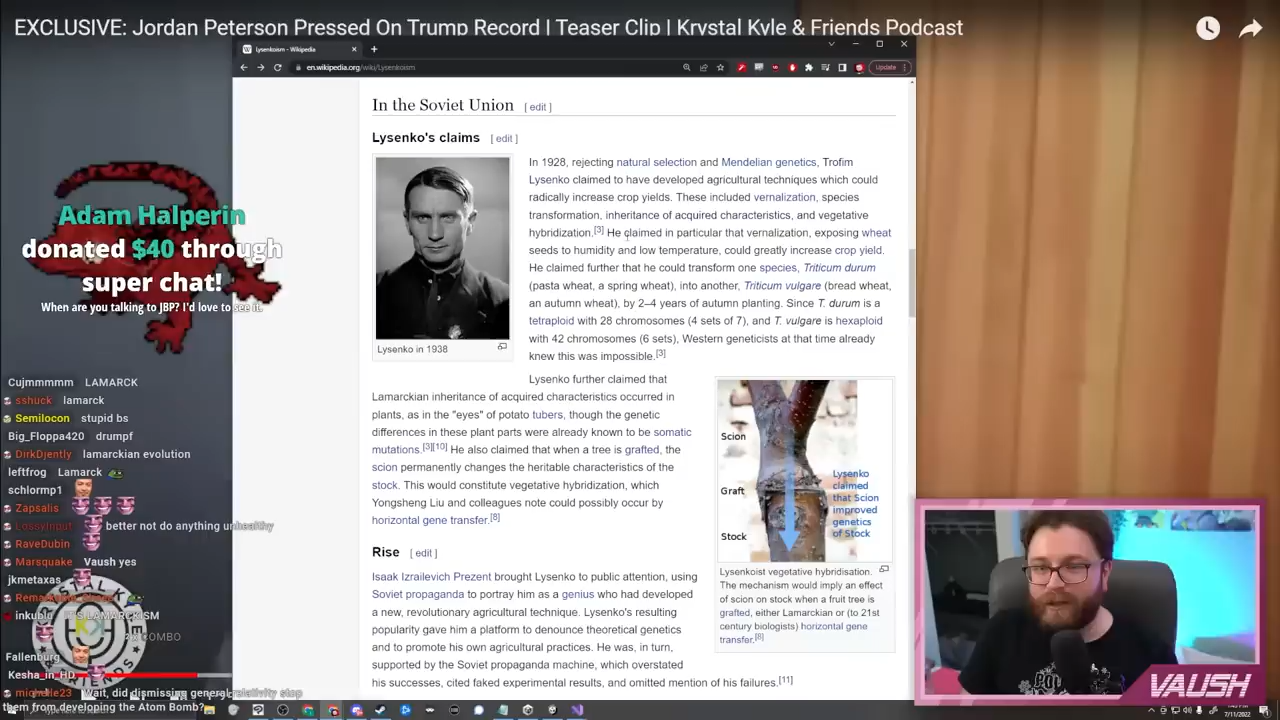 EXCLUSIVE: Jordan Peterson Pressed On Trump Record | Teaser Clip | Krystal Kyle & Friends Podcast
Lysenkoism - Wikipedia
en.wikipedia.org/wiki/Lysenkoism
Update
In the Soviet Union [ edit ]
Lysenko's claims [ edit ]
In 1928, rejecting natural selection and Mendelian genetics, Trofim
Lysenko claimed to have developed agricultural techniques which could
radically increase crop yields. These included vernalization, species
transformation, inheritance of acquired characteristics, and vegetative
hybridization.[3] He claimed in particular that vernalization, exposing wheat
seeds to humidity and low temperature, could greatly increase crop yield.
He claimed further that he could transform one species, Triticum durum
(pasta wheat, a spring wheat), into another, Triticum vulgare (bread wheat,
an autumn wheat), by 2–4 years of autumn planting. Since T. durum is a
tetraploid with 28 chromosomes (4 sets of 7), and T. vulgare is hexaploid
with 42 chromosomes (6 sets), Western geneticists at that time already
knew this was impossible.[3]
Lysenko in 1938
Lysenko further claimed that
Lamarckian inheritance of acquired characteristics occurred in
plants, as in the "eyes" of potato tubers, though the genetic
differences in these plant parts were already known to be somatic
mutations.[3][10] He also claimed that when a tree is grafted, the
scion permanently changes the heritable characteristics of the
stock. This would constitute vegetative hybridization, which
Yongsheng Liu and colleagues note could possibly occur by
horizontal gene transfer.[8]
Scion
Graft
Stock
Lysenko
claimed
that Scion
improved
genetics
of Stock
Lysenkoist vegetative hybridisation.
The mechanism would imply an effect
of scion on stock when a fruit tree is
grafted, either Lamarckian or (to 21st
century biologists) horizontal gene
transfer.[8]
Rise [ edit ]
Isaak Izrailevich Prezent brought Lysenko to public attention, using
Soviet propaganda to portray him as a genius who had developed
a new, revolutionary agricultural technique. Lysenko's resulting
popularity gave him a platform to denounce theoretical genetics
and to promote his own agricultural practices. He was, in turn,
supported by the Soviet propaganda machine, which overstated
his successes, cited faked experimental results, and omitted mention of his failures.[11]
Adam Halperin
donated $40 through
super chat!
When are you talking to JBP? I'd love to see it.
Cujmmmmm LAMARCK
sshuck lamarck
Semilocon stupid bs
Big_Floppa420 drumpf
DirkDjently lamarckian evolution
leftfrog Lamarck
schlormp1
Zapsalis
LossyInput better not do anything unhealthy
RaveDubin
Marsquake Vaush yes
jkmetaxas
inkublu IT'S LAMARCKISM
COMBO
Fallenburg
Kesha_in_HD
michelle23 Wait, did dismissing general relativity stop
them from developing the Atom Bomb?
VAUSH
7/11/2022